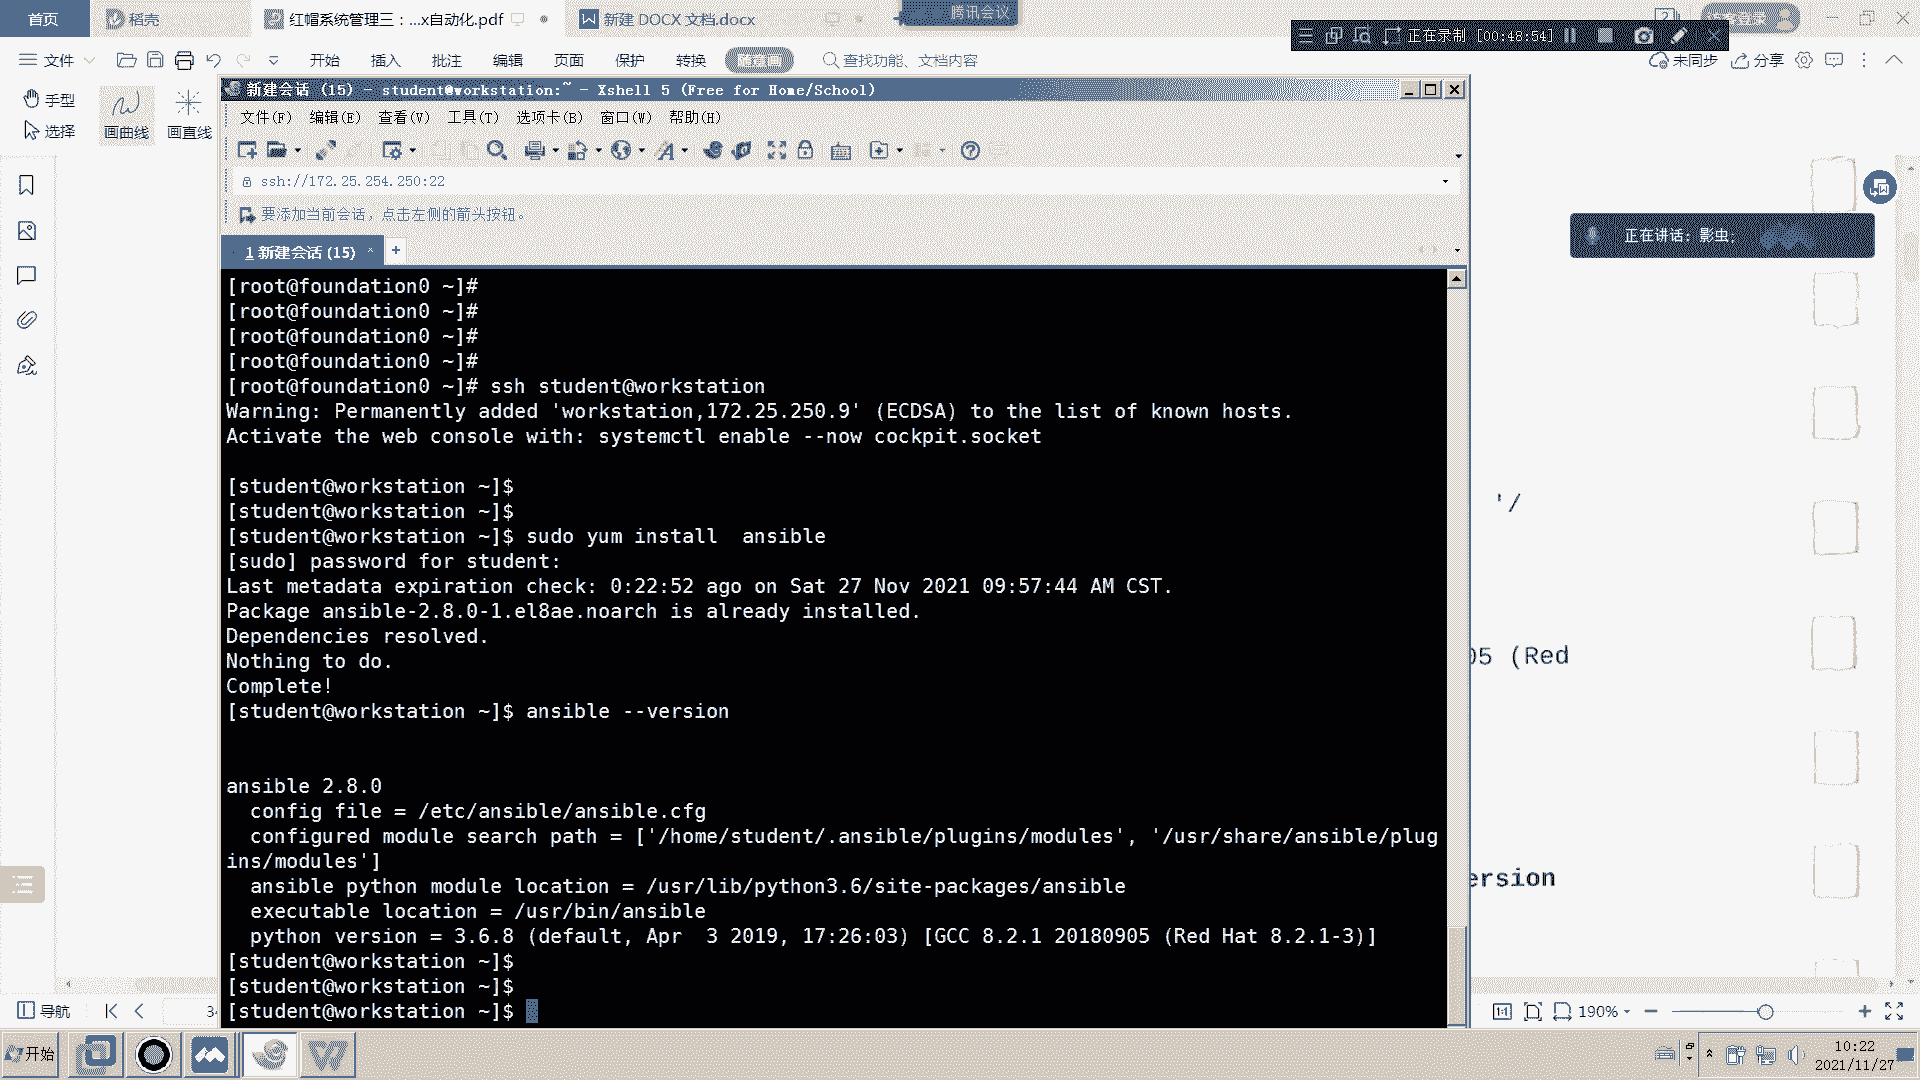 首页
稻壳
红帽系统管理三：...x自动化.pdf
新建 DOCX 文档.docx
腾讯会议
正在录制 [00:48:54]
文件
开始
插入
批注
编辑
页面
保护
转换
查找功能、文档内容
未同步
分享
手型
选择
画曲线
画直线
新建会话 (15) - student@workstation:~ - Xshell 5 (Free for Home/School)
文件(F) 编辑(E) 查看(V) 工具(T) 选项卡(B) 窗口(W) 帮助(H)
ssh://172.25.254.250:22
要添加当前会话，点击左侧的箭头按钮。
1 新建会话 (15)
正在讲话: 影虫;
[root@foundation0 ~]#
[root@foundation0 ~]#
[root@foundation0 ~]#
[root@foundation0 ~]#
[root@foundation0 ~]# ssh student@workstation
Warning: Permanently added 'workstation,172.25.250.9' (ECDSA) to the list of known hosts.
Activate the web console with: systemctl enable --now cockpit.socket
[student@workstation ~]$
[student@workstation ~]$
[student@workstation ~]$ sudo yum install  ansible
[sudo] password for student:
Last metadata expiration check: 0:22:52 ago on Sat 27 Nov 2021 09:57:44 AM CST.
Package ansible-2.8.0-1.el8ae.noarch is already installed.
Dependencies resolved.
Nothing to do.
Complete!
[student@workstation ~]$ ansible --version
ansible 2.8.0
config file = /etc/ansible/ansible.cfg
configured module search path = ['/home/student/.ansible/plugins/modules', '/usr/share/ansible/plug
ins/modules']
ansible python module location = /usr/lib/python3.6/site-packages/ansible
executable location = /usr/bin/ansible
python version = 3.6.8 (default, Apr  3 2019, 17:26:03) [GCC 8.2.1 20180905 (Red Hat 8.2.1-3)]
[student@workstation ~]$
[student@workstation ~]$
[student@workstation ~]$
'/
05 (Red
ersion
导航
34
1:1
190%
开始
10:22
2021/11/27